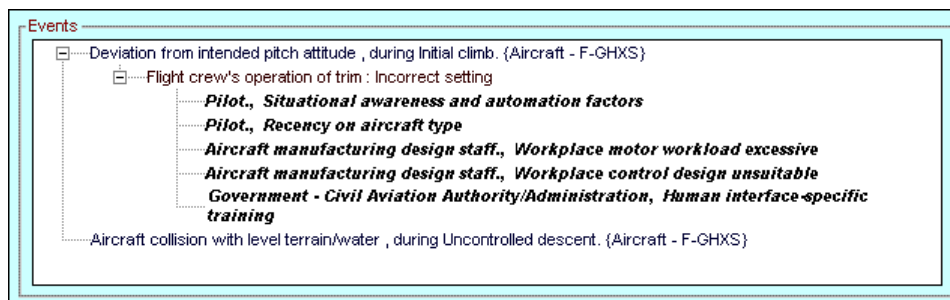 Events
Deviation from intended pitch attitude , during Initial climb. {Aircraft - F-GHXS}
Flight crew's operation of trim : Incorrect setting
Pilot., Situational awareness and automation factors
Pilot., Recency on aircraft type
Aircraft manufacturing design staff., Workplace motor workload excessive
Aircraft manufacturing design staff., Workplace control design unsuitable
Government - Civil Aviation Authority/Administration, Human interface-specific
training
Aircraft collision with level terrain/water , during Uncontrolled descent. {Aircraft - F-GHXS}